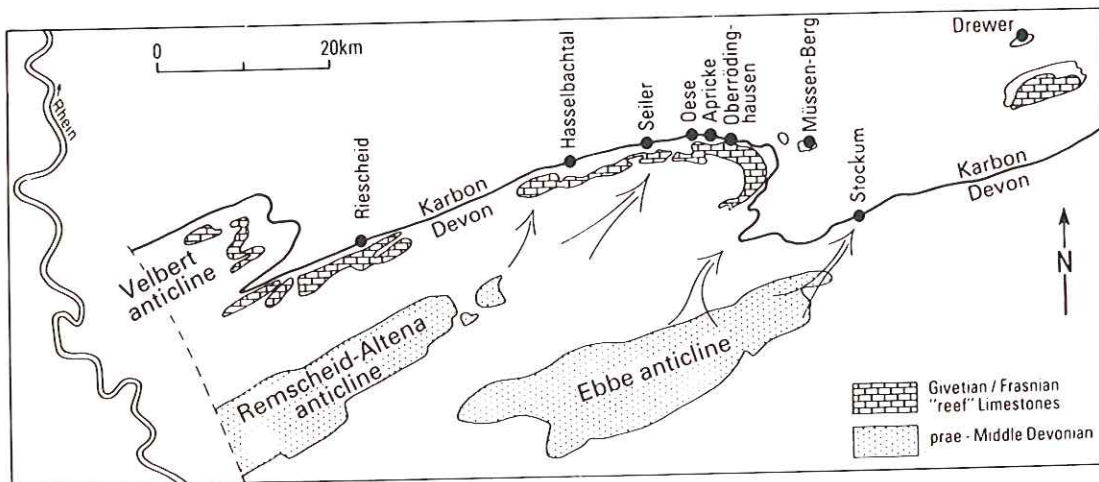 0
20km
Rhein
Velbert
anticline
Riescheid
Karbon
Devon
Hasselbachtal
Seiler
Oese
Apricke
Oberröding-
hausen
Müssen-Berg
Drewer
Stockum
Karbon
Devon
Remscheid-Altena
anticline
Ebbe anticline
N
Givetian / Frasnian
"reef" Limestones
prae - Middle Devonian